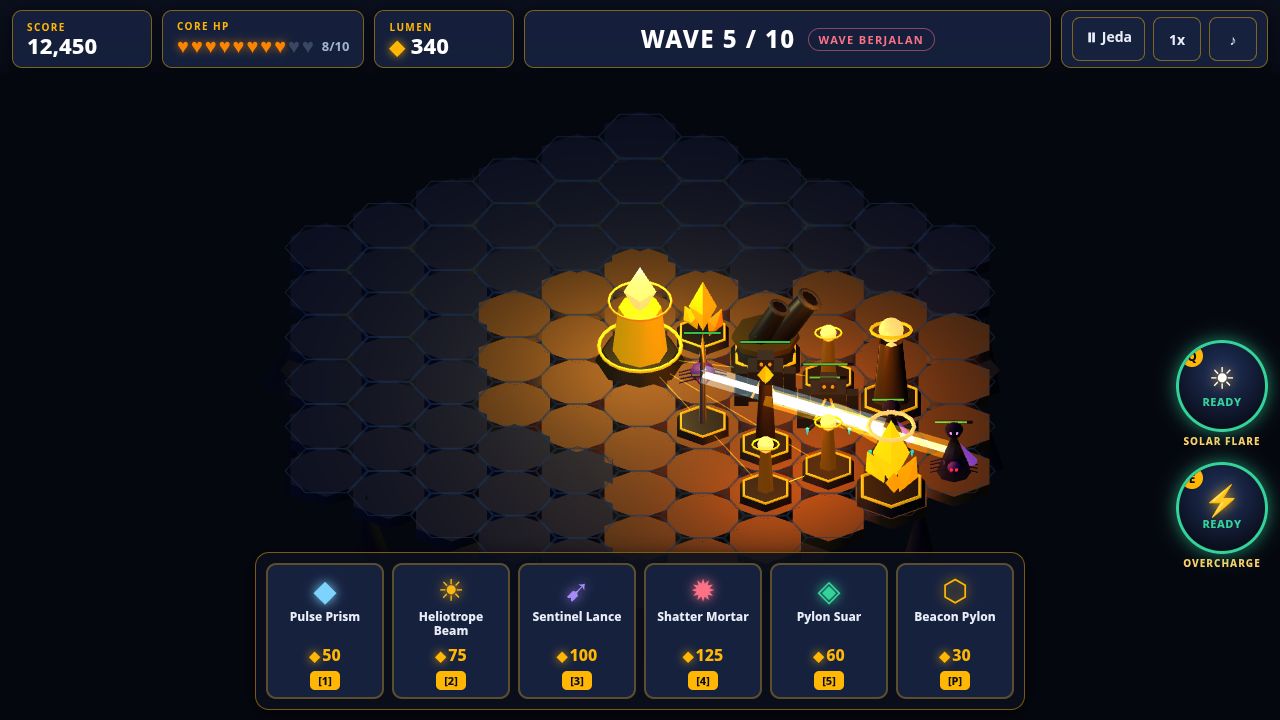 SCORE
12,450
CORE HP
8/10
LUMEN
340
WAVE 5 / 10
WAVE BERJALAN
Jeda
1x
READY
SOLAR FLARE
READY
OVERCHARGE
Pulse Prism
50
[1]
Heliotrope
Beam
75
[2]
Sentinel Lance
100
[3]
Shatter Mortar
125
[4]
Pylon Suar
60
[5]
Beacon Pylon
30
[P]